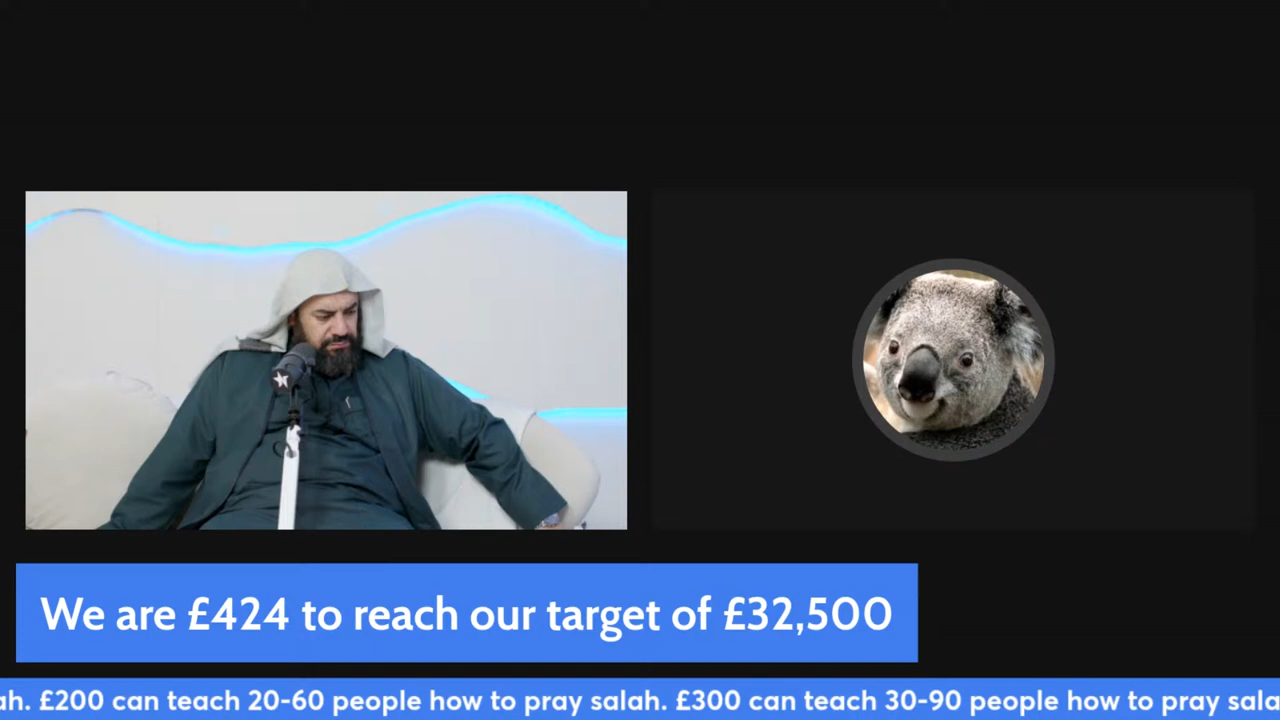 We are £424 to reach our target of £32,500
ah. £200 can teach 20-60 people how to pray salah. £300 can teach 30-90 people how to pray sala